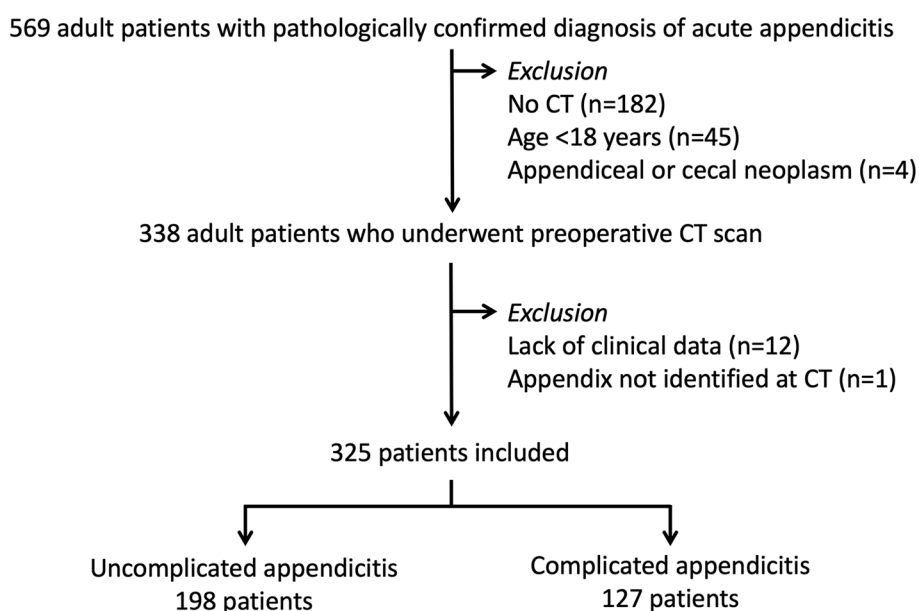 569 adult patients with pathologically confirmed diagnosis of acute appendicitis
Exclusion
No CT (n=182)
Age <18 years (n=45)
Appendiceal or cecal neoplasm (n=4)
338 adult patients who underwent preoperative CT scan
Exclusion
Lack of clinical data (n=12)
Appendix not identified at CT (n=1)
325 patients included
Uncomplicated appendicitis
198 patients
Complicated appendicitis
127 patients